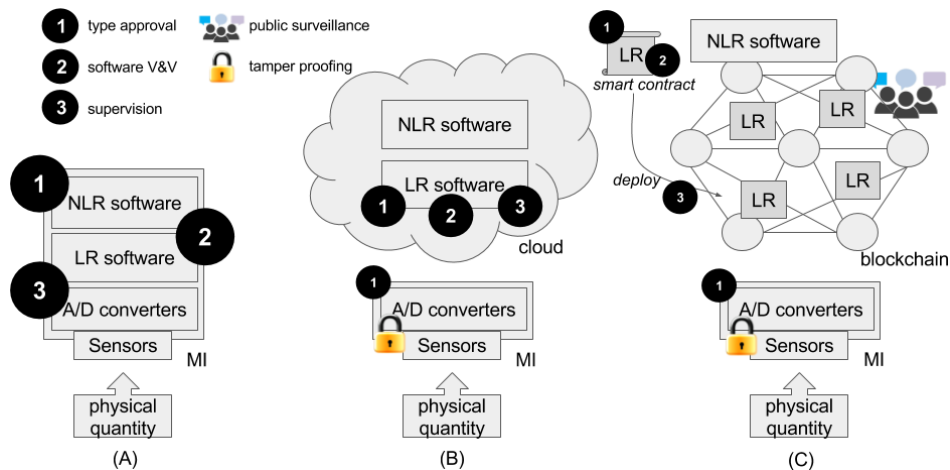 1 type approval
public surveillance
2 software V&V
tamper proofing
3 supervision
1
NLR software
2
LR software
3
A/D converters
Sensors
MI
physical
quantity
(A)
NLR software
LR software
1
2
3
cloud
1
A/D converters
Sensors
MI
physical
quantity
(B)
1
LR
2
smart contract
deploy
3
NLR software
LR
LR
LR
LR
blockchain
1
A/D converters
Sensors
MI
physical
quantity
(C)